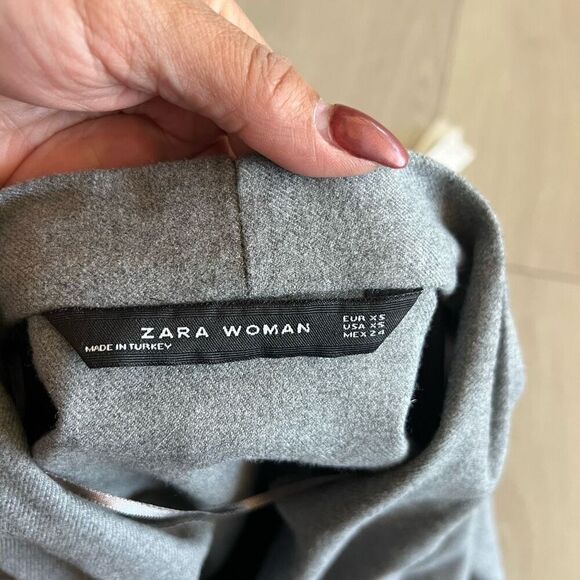 ZARA WOMAN
MADE IN TURKEY
EUR XS
USA XS
MEX 24